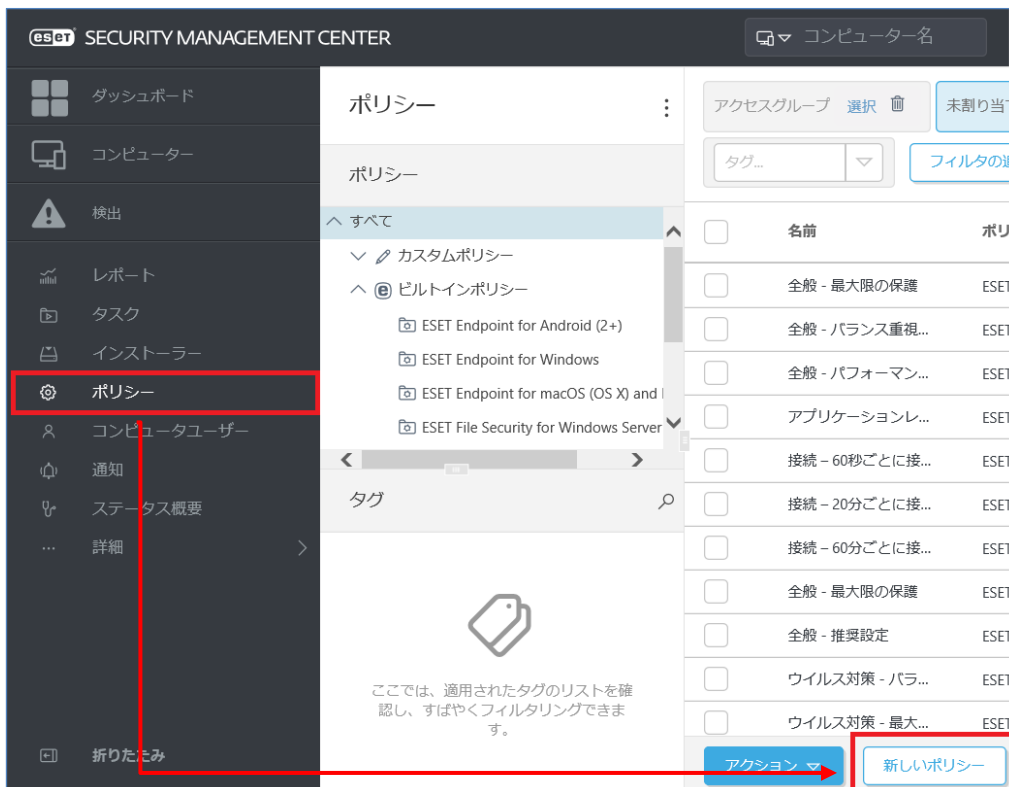 eset SECURITY MANAGEMENT CENTER
コンピューター名
ダッシュボード
コンピューター
検出
レポート
タスク
インストーラー
ポリシー
コンピュータユーザー
通知
ステータス概要
詳細
折りたたみ
ポリシー
ポリシー
すべて
カスタムポリシー
ビルトインポリシー
ESET Endpoint for Android (2+)
ESET Endpoint for Windows
ESET Endpoint for macOS (OS X) and
ESET File Security for Windows Server
タグ
ここでは、適用されたタグのリストを確
認し、すばやくフィルタリングできま
す。
アクセスグループ 選択
未割り当て
タグ...
フィルタの追
名前 ポリ
全般 - 最大限の保護 ESET
全般 - バランス重視... ESET
全般 - パフォーマン... ESET
アプリケーションレ... ESET
接続 – 60秒ごとに接... ESET
接続 – 20分ごとに接... ESET
接続 – 60分ごとに接... ESET
全般 - 最大限の保護 ESET
全般 - 推奨設定 ESET
ウイルス対策 - バラ... ESET
ウイルス対策 - 最大... ESET
アクション
新しいポリシー